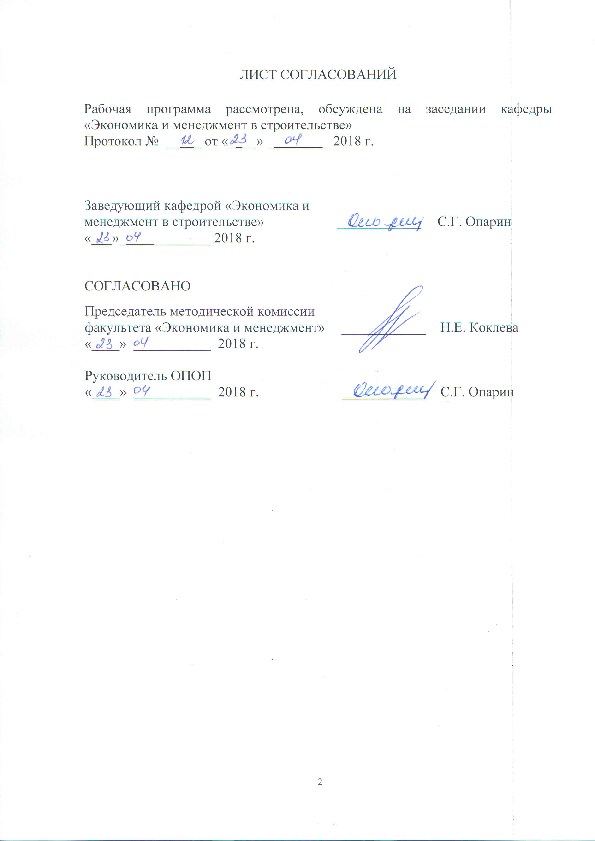 ЛИСТ СОГЛАСОВАНИЙ
Рабочая программа рассмотрена, обсуждена на заседании кафедры
«Экономика и менеджмент в строительстве»
Протокол № 12 от « 23 » 04 2018 г.
Заведующий кафедрой «Экономика и
менеджмент в строительстве» С.Г. Опарин
« 23 » 04 2018 г.
СОГЛАСОВАНО
Председатель методической комиссии
факультета «Экономика и менеджмент» Н.Е. Коклева
« 23 » 04 2018 г.
Руководитель ОПОП
« 23 » 04 2018 г. С.Г. Опарин
2